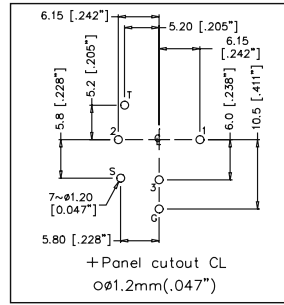 6.15 [.242"]
5.20 [.205"]
6.15
[.242"]
5.2 [.205"]
T
5.8 [.228"]
2
1
6.0 [.238"]
10.5 [.411"]
S
3
7~ø1.20
[0.047"]
G
5.80 [.228"]
+Panel cutout CL
Oø1.2mm(.047")